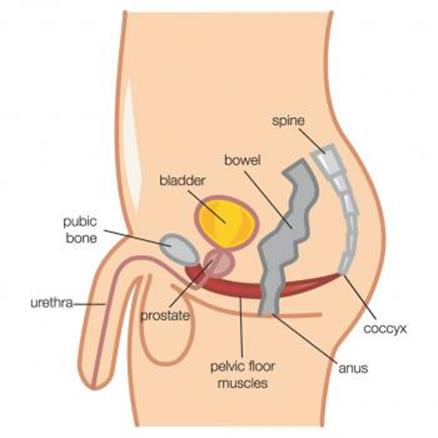 spine
bowel
bladder
pubic
bone
urethra
prostate
coccyx
pelvic floor
muscles
anus